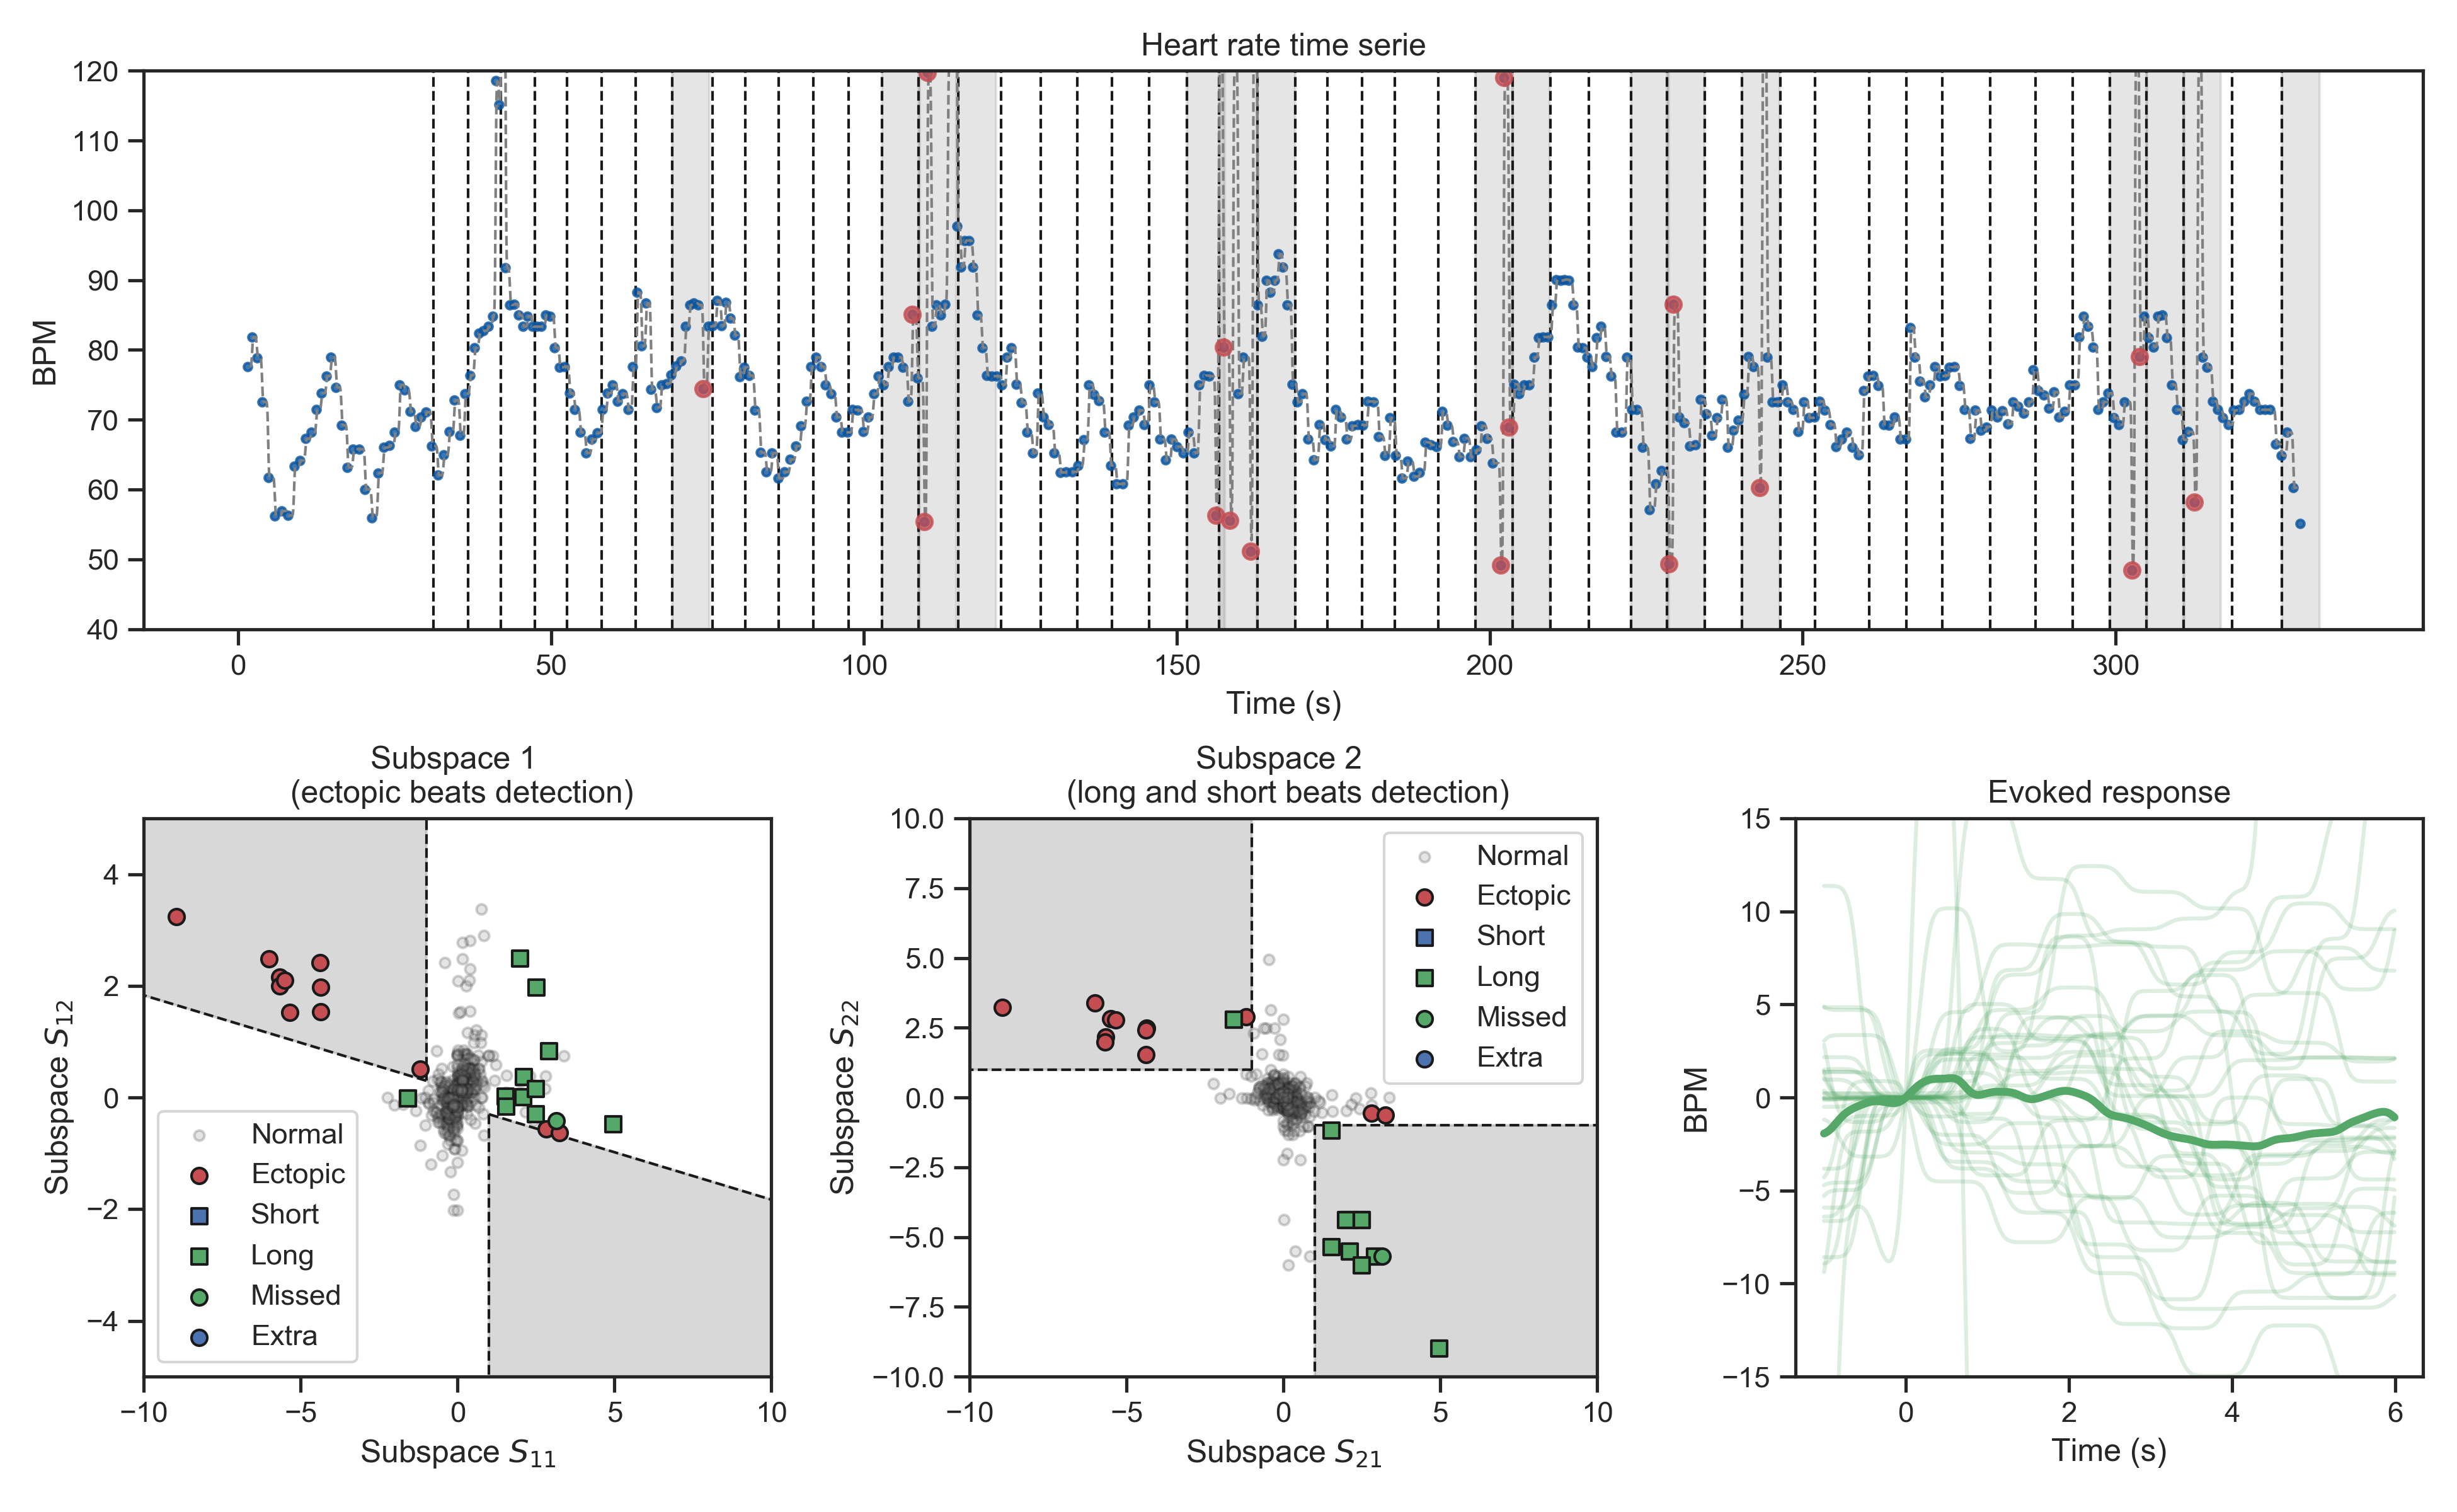 Heart rate time serie
120
110
100
90
80
70
60
50
40
BPM
0 50 100 150 200 250 300
Time (s)
Subspace 1
(ectopic beats detection)
4
2
0
−2
−4
Subspace S12
Normal
Ectopic
Short
Long
Missed
Extra
−10 −5 0 5 10
Subspace S11
Subspace 2
(long and short beats detection)
10.0
7.5
5.0
2.5
0.0
−2.5
−5.0
−7.5
−10.0
Subspace S22
Normal
Ectopic
Short
Long
Missed
Extra
−10 −5 0 5 10
Subspace S21
Evoked response
15
10
5
0
−5
−10
−15
BPM
0 2 4 6
Time (s)